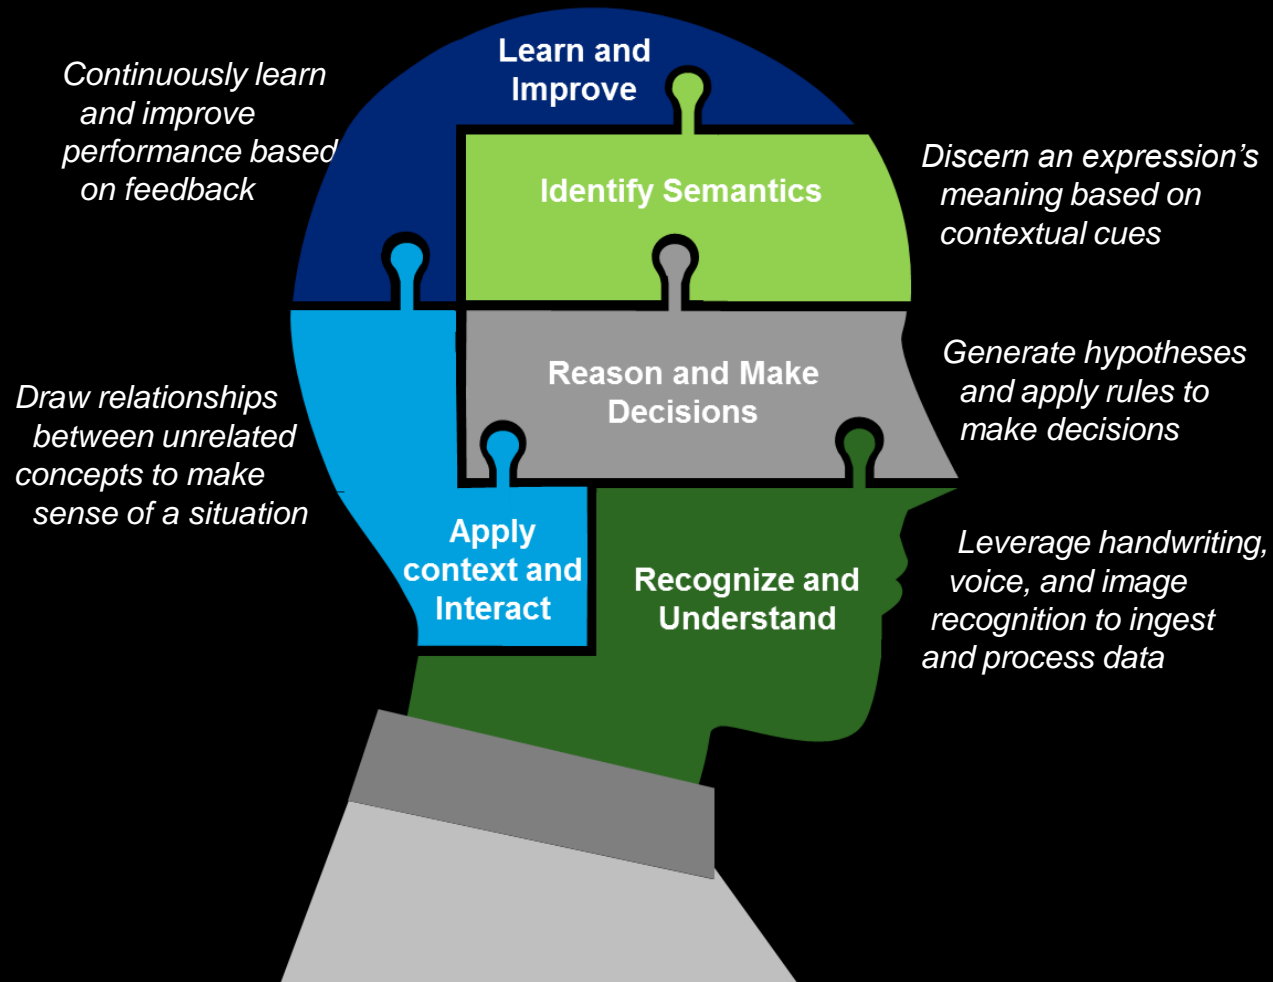 Learn and
Improve
Continuously learn
and improve
performance based
on feedback
Identify Semantics
Discern an expression’s
meaning based on
contextual cues
Reason and Make
Decisions
Generate hypotheses
and apply rules to
make decisions
Draw relationships
between unrelated
concepts to make
sense of a situation
Apply
context and
Interact
Recognize and
Understand
Leverage handwriting,
voice, and image
recognition to ingest
and process data